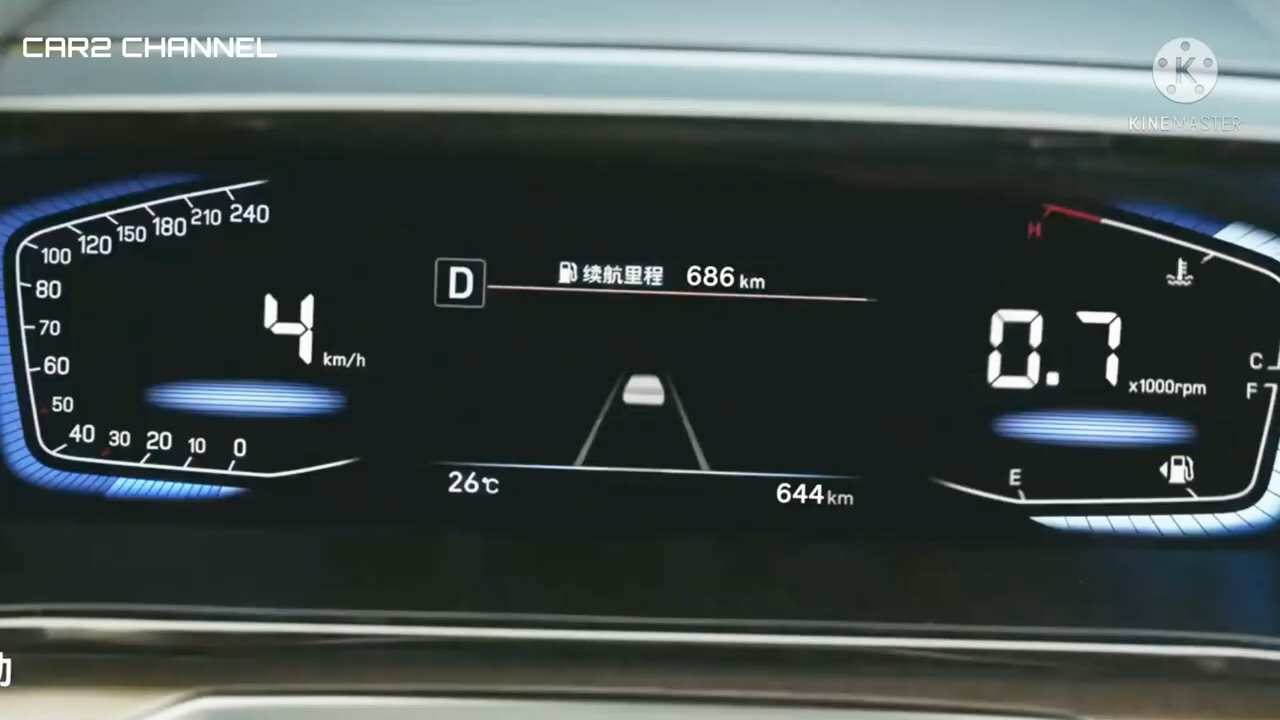 CAR2 CHANNEL
KINEMASTER
240
210
180
150
120
100
80
70
60
50
40
30
20
10
0
4 km/h
D
续航里程 686 km
26℃
644 km
H
0.7 x1000rpm
C
F
E